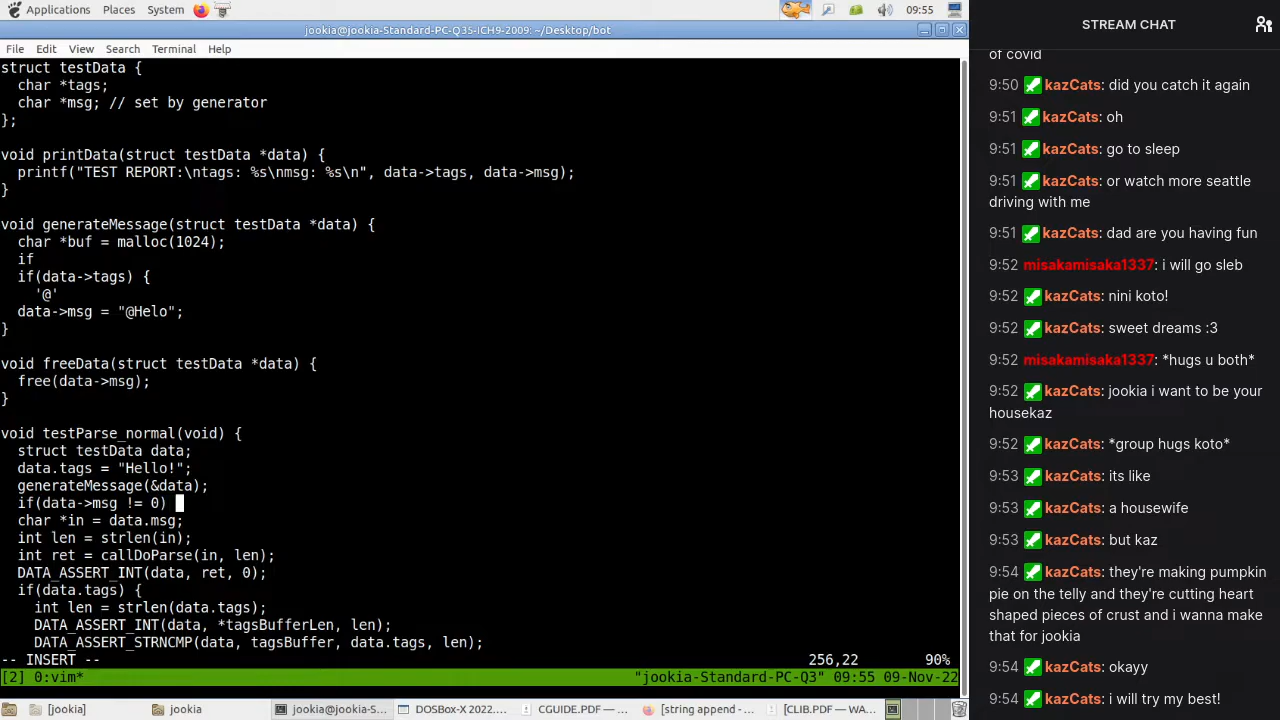 Applications Places System 09:55
jookia@jookia-Standard-PC-Q35-ICH9-2009: ~/Desktop/bot
File Edit View Search Terminal Help
struct testData {
  char *tags;
  char *msg; // set by generator
};
void printData(struct testData *data) {
  printf("TEST REPORT:\ntags: %s\nmsg: %s\n", data->tags, data->msg);
}
void generateMessage(struct testData *data) {
  char *buf = malloc(1024);
  if
  if(data->tags) {
    '@'
  data->msg = "@Helo";
}
void freeData(struct testData *data) {
  free(data->msg);
}
void testParse_normal(void) {
  struct testData data;
  data.tags = "Hello!";
  generateMessage(&data);
  if(data->msg != 0)
  char *in = data.msg;
  int len = strlen(in);
  int ret = callDoParse(in, len);
  DATA_ASSERT_INT(data, ret, 0);
  if(data.tags) {
    int len = strlen(data.tags);
    DATA_ASSERT_INT(data, *tagsBufferLen, len);
    DATA_ASSERT_STRNCMP(data, tagsBuffer, data.tags, len);
-- INSERT -- 256,22 90%
[2] 0:vim* "jookia-Standard-PC-Q3" 09:55 09-Nov-22
[jookia] jookia jookia@jookia-S... DOSBox-X 2022.... CGUIDE.PDF —... [string append -... [CLIB.PDF — WA...
STREAM CHAT
of covid
9:50 kazCats: did you catch it again
9:51 kazCats: oh
9:51 kazCats: go to sleep
9:51 kazCats: or watch more seattle
driving with me
9:51 kazCats: dad are you having fun
9:52 misakamisaka1337: i will go sleb
9:52 kazCats: nini koto!
9:52 kazCats: sweet dreams :3
9:52 misakamisaka1337: *hugs u both*
9:52 kazCats: jookia i want to be your
housekaz
9:52 kazCats: *group hugs koto*
9:53 kazCats: its like
9:53 kazCats: a housewife
9:53 kazCats: but kaz
9:54 kazCats: they're making pumpkin
pie on the telly and they're cutting heart
shaped pieces of crust and i wanna make
that for jookia
9:54 kazCats: okayy
9:54 kazCats: i will try my best!